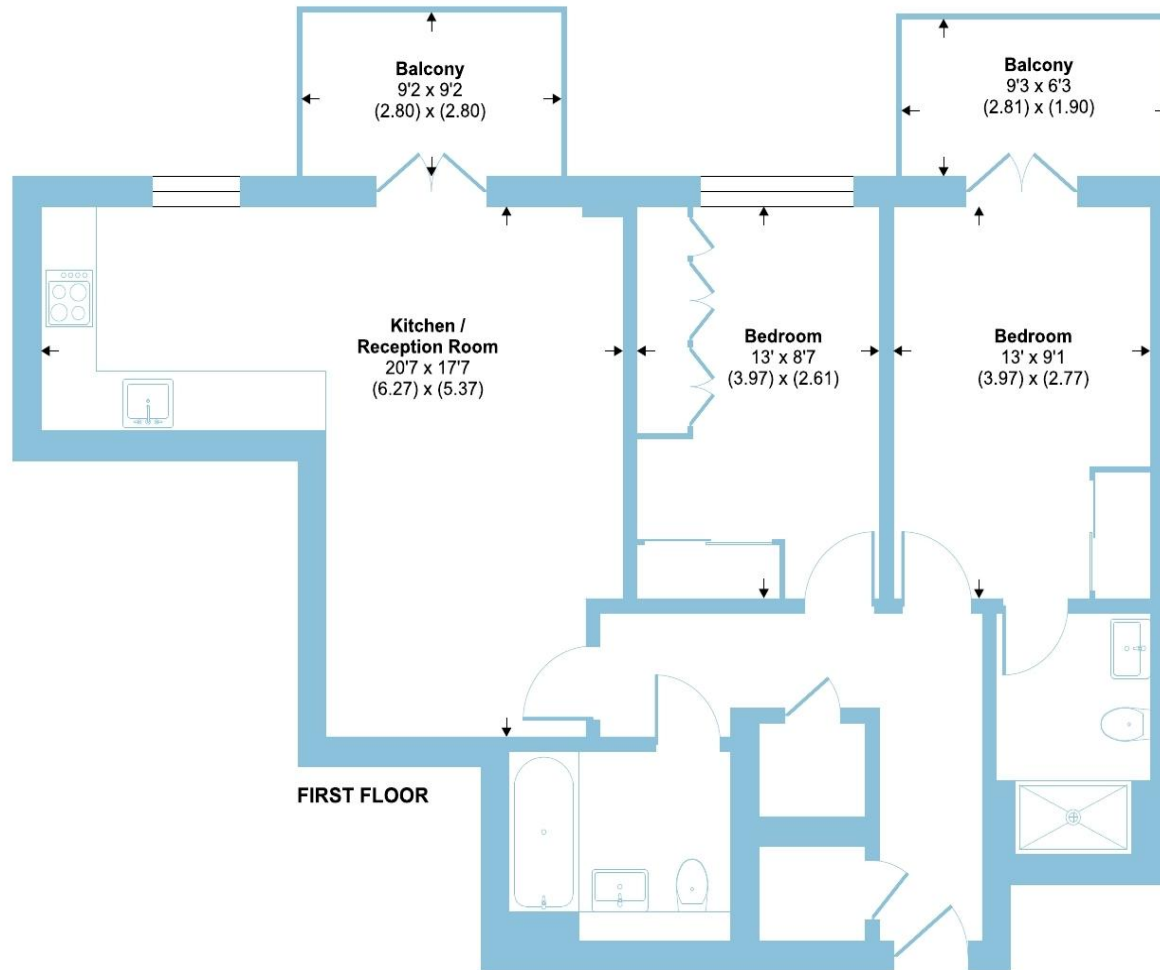 Balcony
9'2 x 9'2
(2.80) x (2.80)
Balcony
9'3 x 6'3
(2.81) x (1.90)
Kitchen /
Reception Room
20'7 x 17'7
(6.27) x (5.37)
Bedroom
13' x 8'7
(3.97) x (2.61)
Bedroom
13' x 9'1
(3.97) x (2.77)
FIRST FLOOR